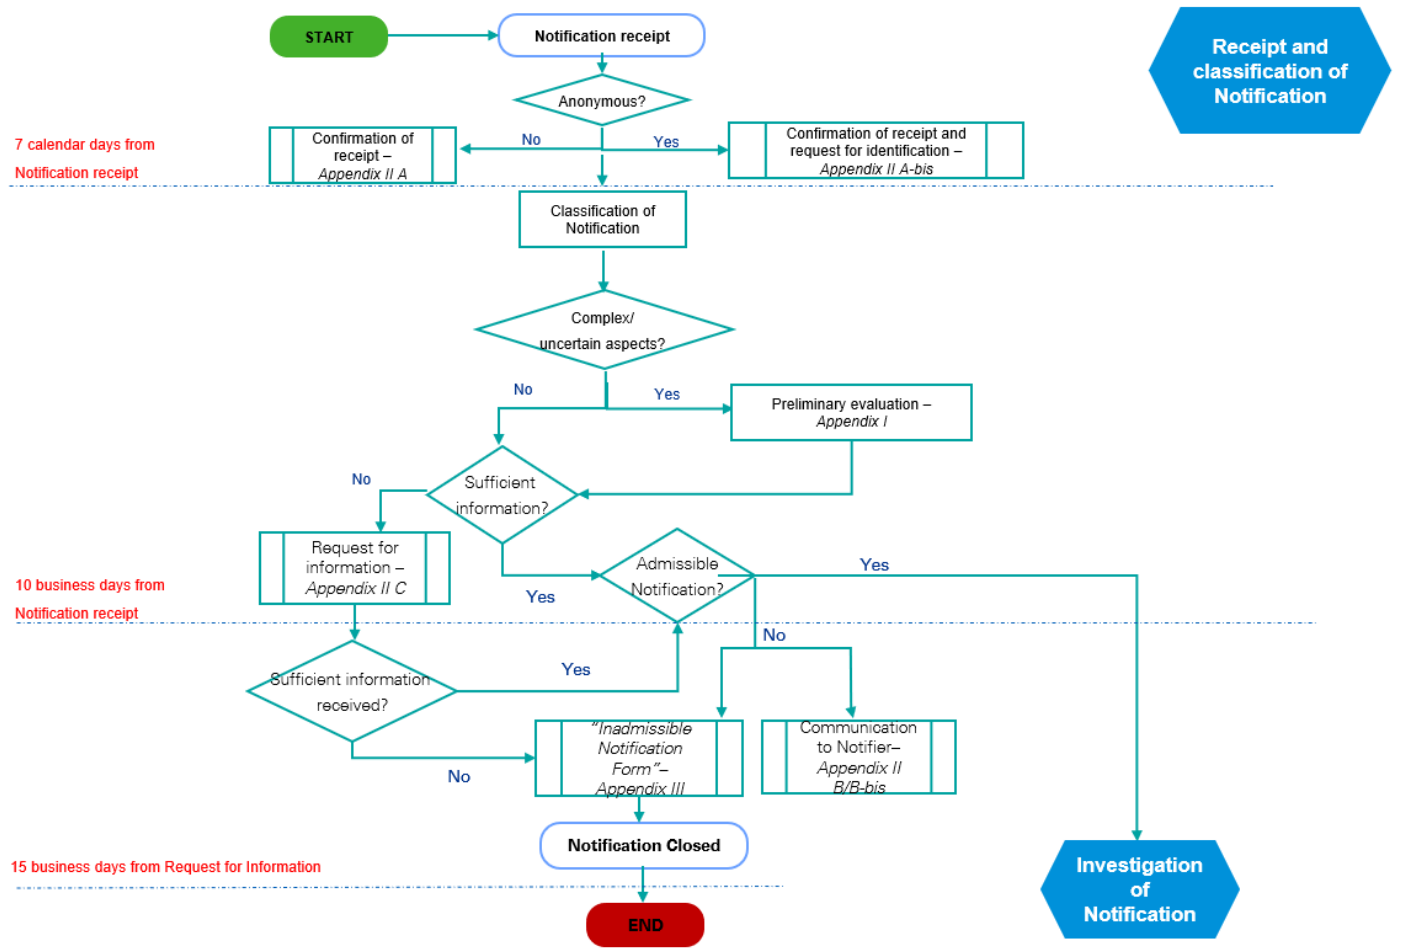 START
Notification receipt
Receipt and
classification of
Notification
Anonymous?
7 calendar days from
Notification receipt
No
Yes
Confirmation of
receipt –
Appendix II A
Confirmation of receipt and
request for identification –
Appendix II A-bis
Classification of
Notification
Complex/
uncertain aspects?
No
Yes
Preliminary evaluation –
Appendix I
No
Sufficient
information?
Request for
information –
Appendix II C
Admissible
Notification?
Yes
Yes
10 business days from
Notification receipt
No
Sufficient information
received?
Yes
No
"Inadmissible
Notification
Form"–
Appendix III
Communication
to Notifier–
Appendix II
B/B-bis
Notification Closed
15 business days from Request for Information
Investigation
of
Notification
END